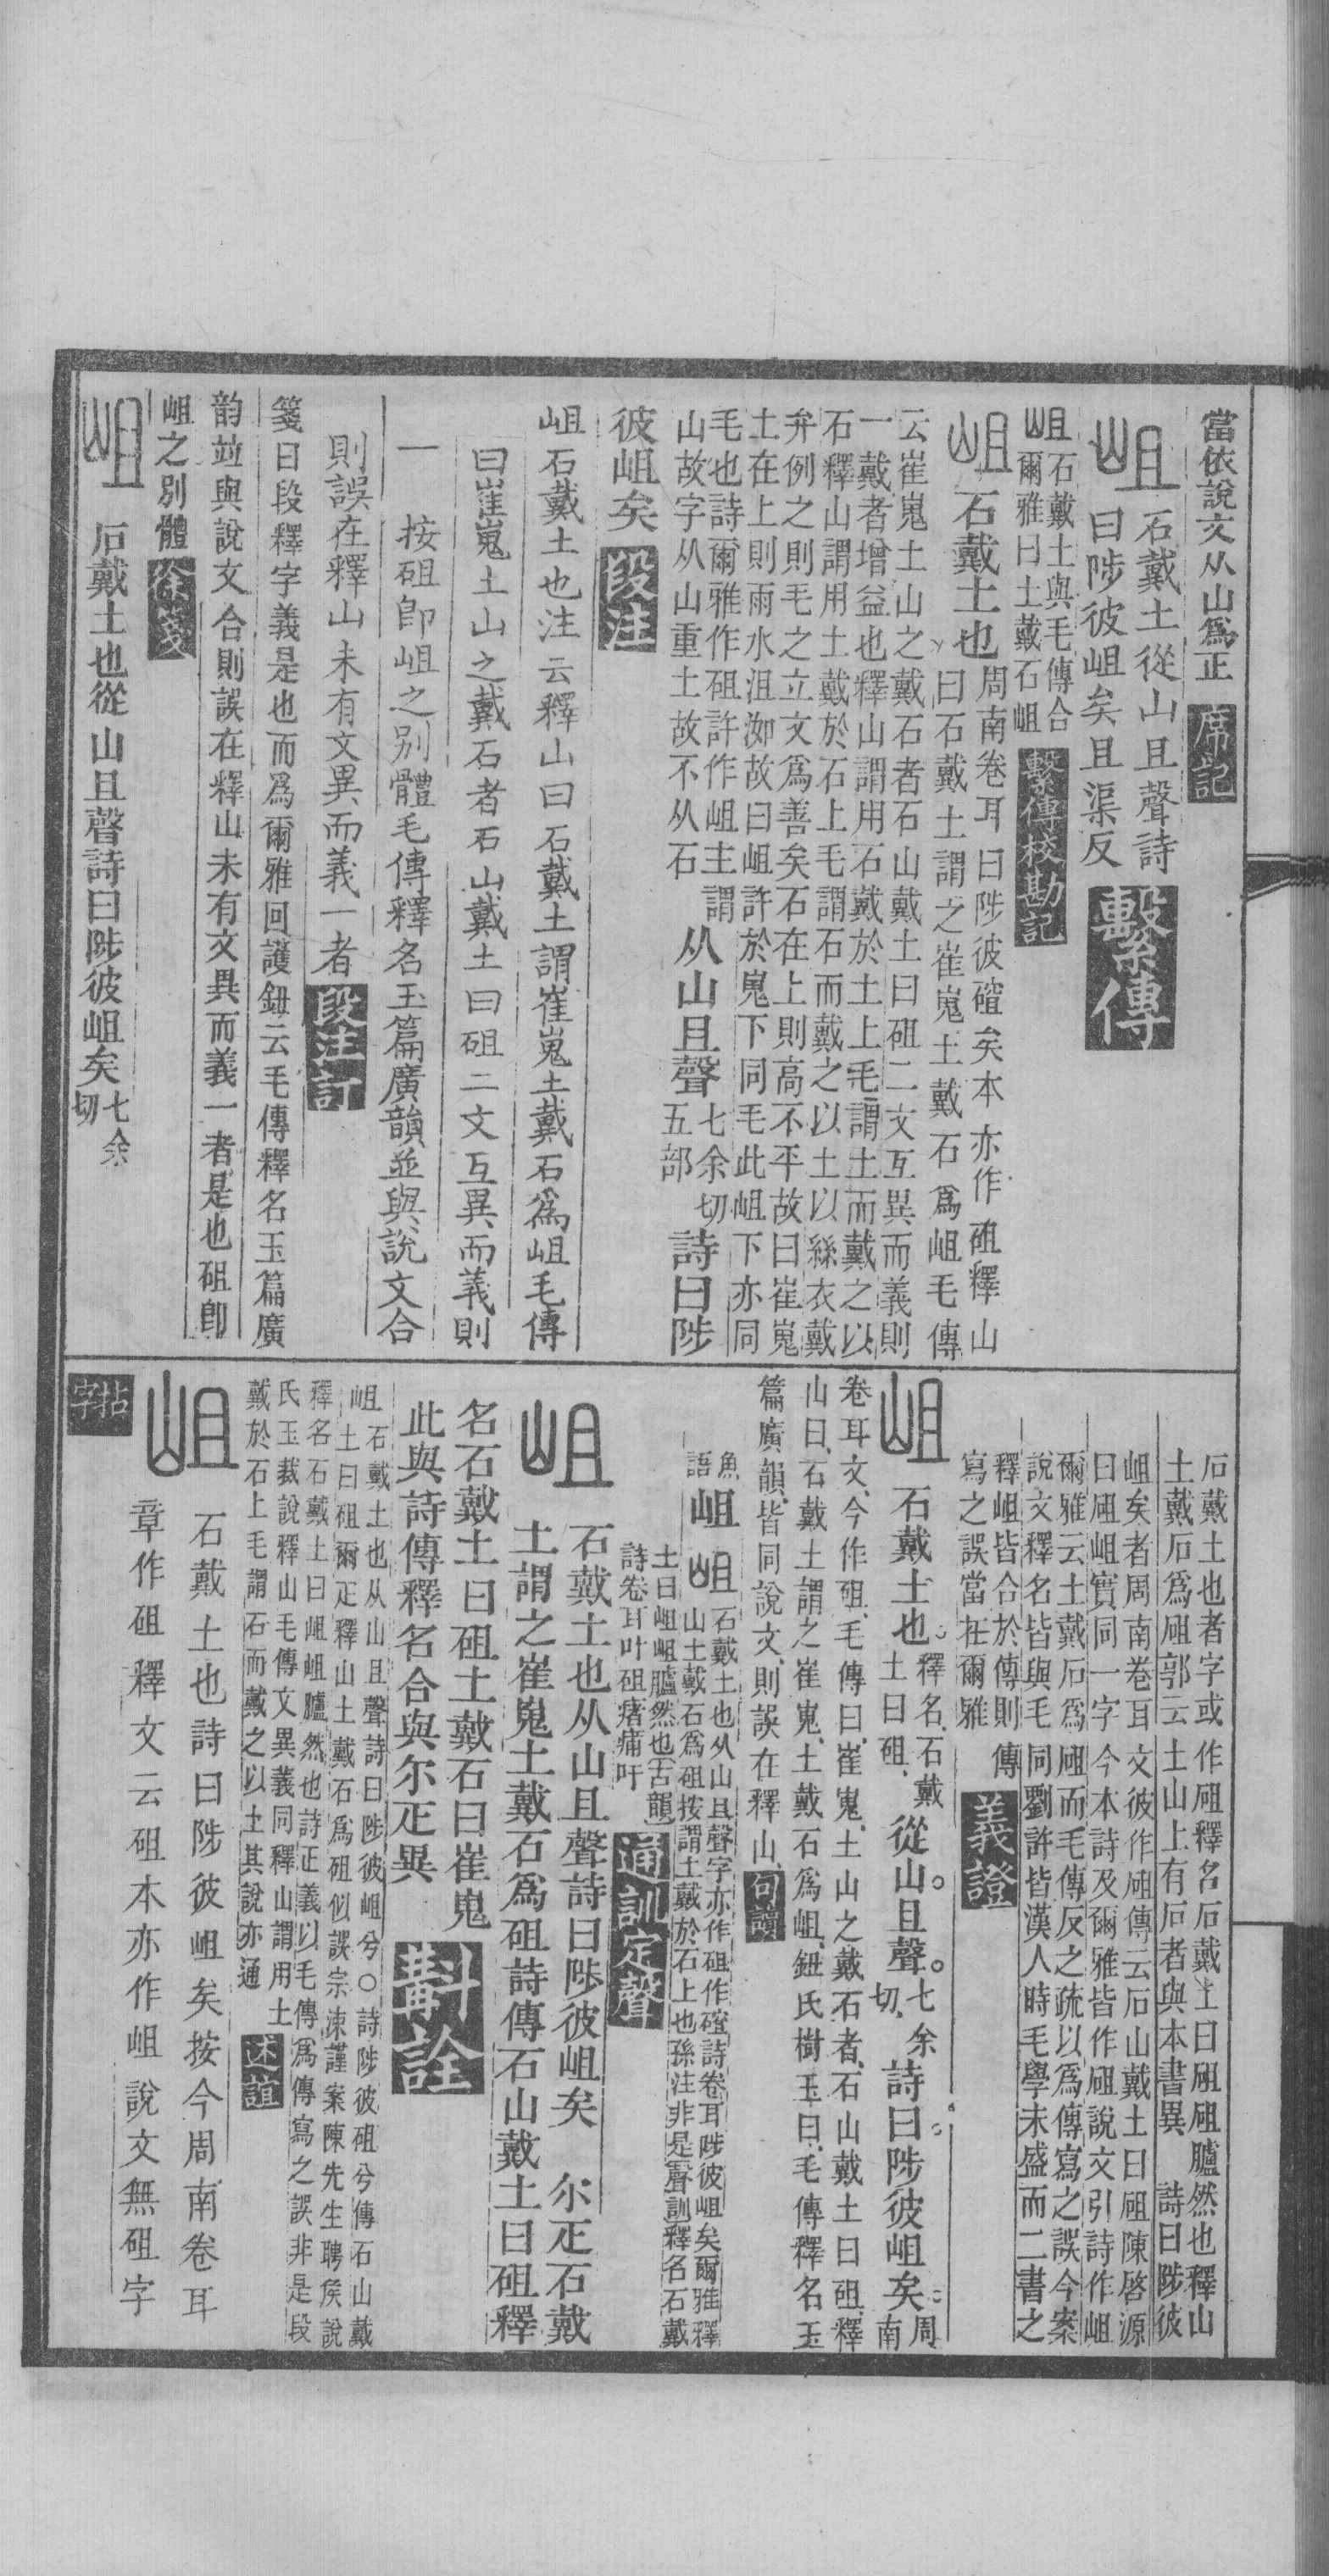 當依說文从山爲正 席記
岨 石戴土從山且聲詩
曰陟彼岨矣且渠反 繫傳
岨石戴土與毛傳合
爾雅曰土戴石岨 繫傳校勘記
岨 石戴土也
周南卷耳曰陟彼䃊矣本亦作砠釋山
曰石戴土謂之崔嵬土戴石爲岨毛傳
云崔嵬土山之戴石者石山戴土曰砠二文互異而義則
一戴者增益也釋山謂用石戴於土上毛謂土而戴之以
石釋山謂用土戴於石上毛謂石而戴之以土以絲衣戴
弁例之則毛之立文爲善矣石在上則高不平故曰崔嵬
土在上則雨水沮洳故曰岨許於嵬下同毛此岨下亦同
毛也詩爾雅作砠許作岨主謂
山故字从山重土故不从石
从山且聲
七余切
五部
詩曰陟
彼岨矣 段注
岨石戴土也注云釋山曰石戴土謂崔嵬土戴石爲岨毛傳
曰崔嵬土山之戴石者石山戴土曰砠二文互異而義則
一 按砠卽岨之別體毛傳釋名玉篇廣韻並與說文合
則誤在釋山未有文異而義一者 段注訂
箋曰段釋字義是也而爲爾雅回護鈕云毛傳釋名玉篇廣
韵竝與說文合則誤在釋山未有文異而義一者是也砠卽
岨之別體 徐箋
岨 石戴土也從山且聲詩曰陟彼岨矣
七余
切
石戴土也者字或作砠釋名石戴土曰砠砠臚然也釋山
土戴石爲砠郭云土山上有石者與本書異 詩曰陟彼
岨矣者周南卷耳文彼作砠傳云石山戴土曰砠陳啓源
曰砠岨實同一字今本詩及爾雅皆作砠說文引詩作岨
爾雅云土戴石爲砠而毛傳反之疏以爲傳寫之誤今案
說文釋名皆與毛同劉許皆漢人時毛學未盛而二書之
釋岨皆合於傳則傳
寫之誤當在爾雅 義證
岨 石戴土也
釋名石戴
土曰砠
從山且聲
七余
切
詩曰陟彼岨矣
周
南
卷耳文今作砠毛傳曰崔嵬土山之戴石者石山戴土曰砠釋
山曰石戴土謂之崔嵬土戴石爲岨鈕氏樹玉曰毛傳釋名玉
篇廣韻皆同說文則誤在釋山 句讀
魚
語
岨 岨
石戴土也从山且聲字亦作砠作䃊詩卷耳陟彼岨矣爾雅釋
山土戴石爲砠按謂土戴於石上也孫注非是聲訓釋名石戴
土曰岨岨臚然也古韻
詩卷耳叶砠瘏痡吁 通訓定聲
岨 石戴土也从山且聲詩曰陟彼岨矣 尒疋石戴
土謂之崔嵬土戴石爲砠詩傳石山戴土曰砠釋
名石戴土曰砠土戴石曰崔嵬
此與詩傳釋名合與尒疋異 斠詮
岨石戴土也从山且聲詩曰陟彼岨兮○詩陟彼砠兮傳石山戴
土曰砠爾疋釋山土戴石爲砠似誤宗涑謹案陳先生聘侯說
釋名石戴土曰岨岨臚然也詩正義以毛傳爲傳寫之誤非是段
氏玉裁說釋山毛傳文異義同釋山謂用土
戴於石上毛謂石而戴之以土其說亦通 述誼
岨 石戴土也詩曰陟彼岨矣按今周南卷耳
章作砠釋文云砠本亦作岨說文無砠字
拈字